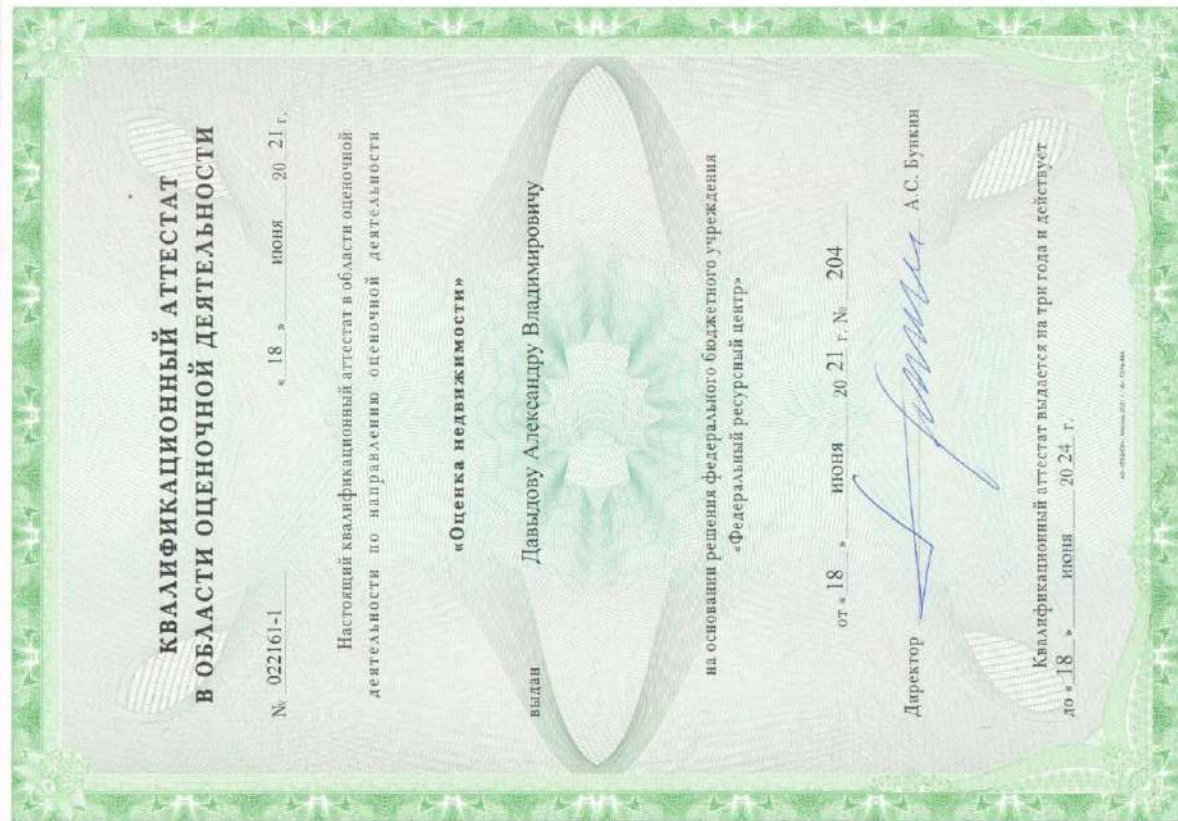 КВАЛИФИКАЦИОННЫЙ АТТЕСТАТ
В ОБЛАСТИ ОЦЕНОЧНОЙ ДЕЯТЕЛЬНОСТИ
№ 022161-1 « 18 » июня 20 21 г.
Настоящий квалификационный аттестат в области оценочной
деятельности по направлению оценочной деятельности
«Оценка недвижимости»
выдан Давыдову Александру Владимировичу
на основании решения федерального бюджетного учреждения
«Федеральный ресурсный центр»
от « 18 » июня 20 21 г. № 204
Директор А.С. Бункин
Квалификационный аттестат выдается на три года и действует
до « 18 » июня 20 24 г.